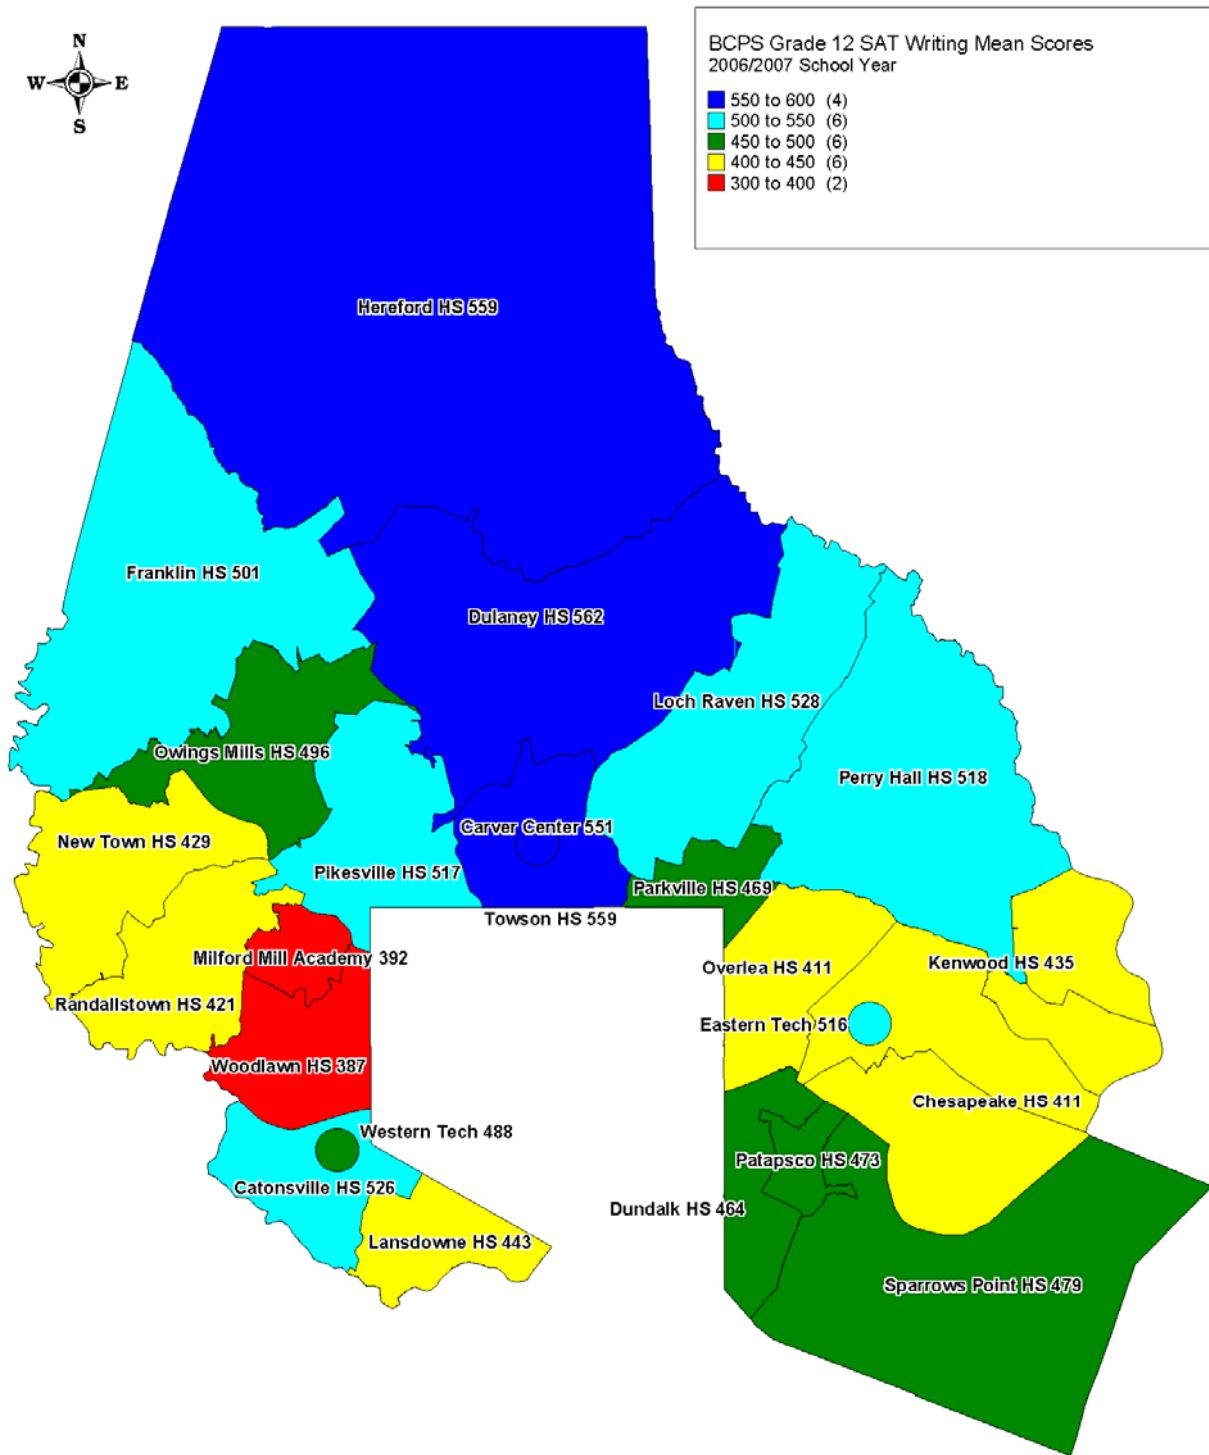 N
W E
S
BCPS Grade 12 SAT Writing Mean Scores
2006/2007 School Year
550 to 600 (4)
500 to 550 (6)
450 to 500 (6)
400 to 450 (6)
300 to 400 (2)
Hereford HS 559
Franklin HS 501
Dulaney HS 562
Loch Raven HS 528
Owings Mills HS 496
Perry Hall HS 518
Carver Center 551
New Town HS 429
Pikesville HS 517
Parkville HS 469
Towson HS 559
Milford Mill Academy 392
Overlea HS 411
Kenwood HS 435
Randallstown HS 421
Eastern Tech 516
Woodlawn HS 387
Chesapeake HS 411
Western Tech 488
Patapsco HS 473
Catonsville HS 526
Dundalk HS 464
Lansdowne HS 443
Sparrows Point HS 479